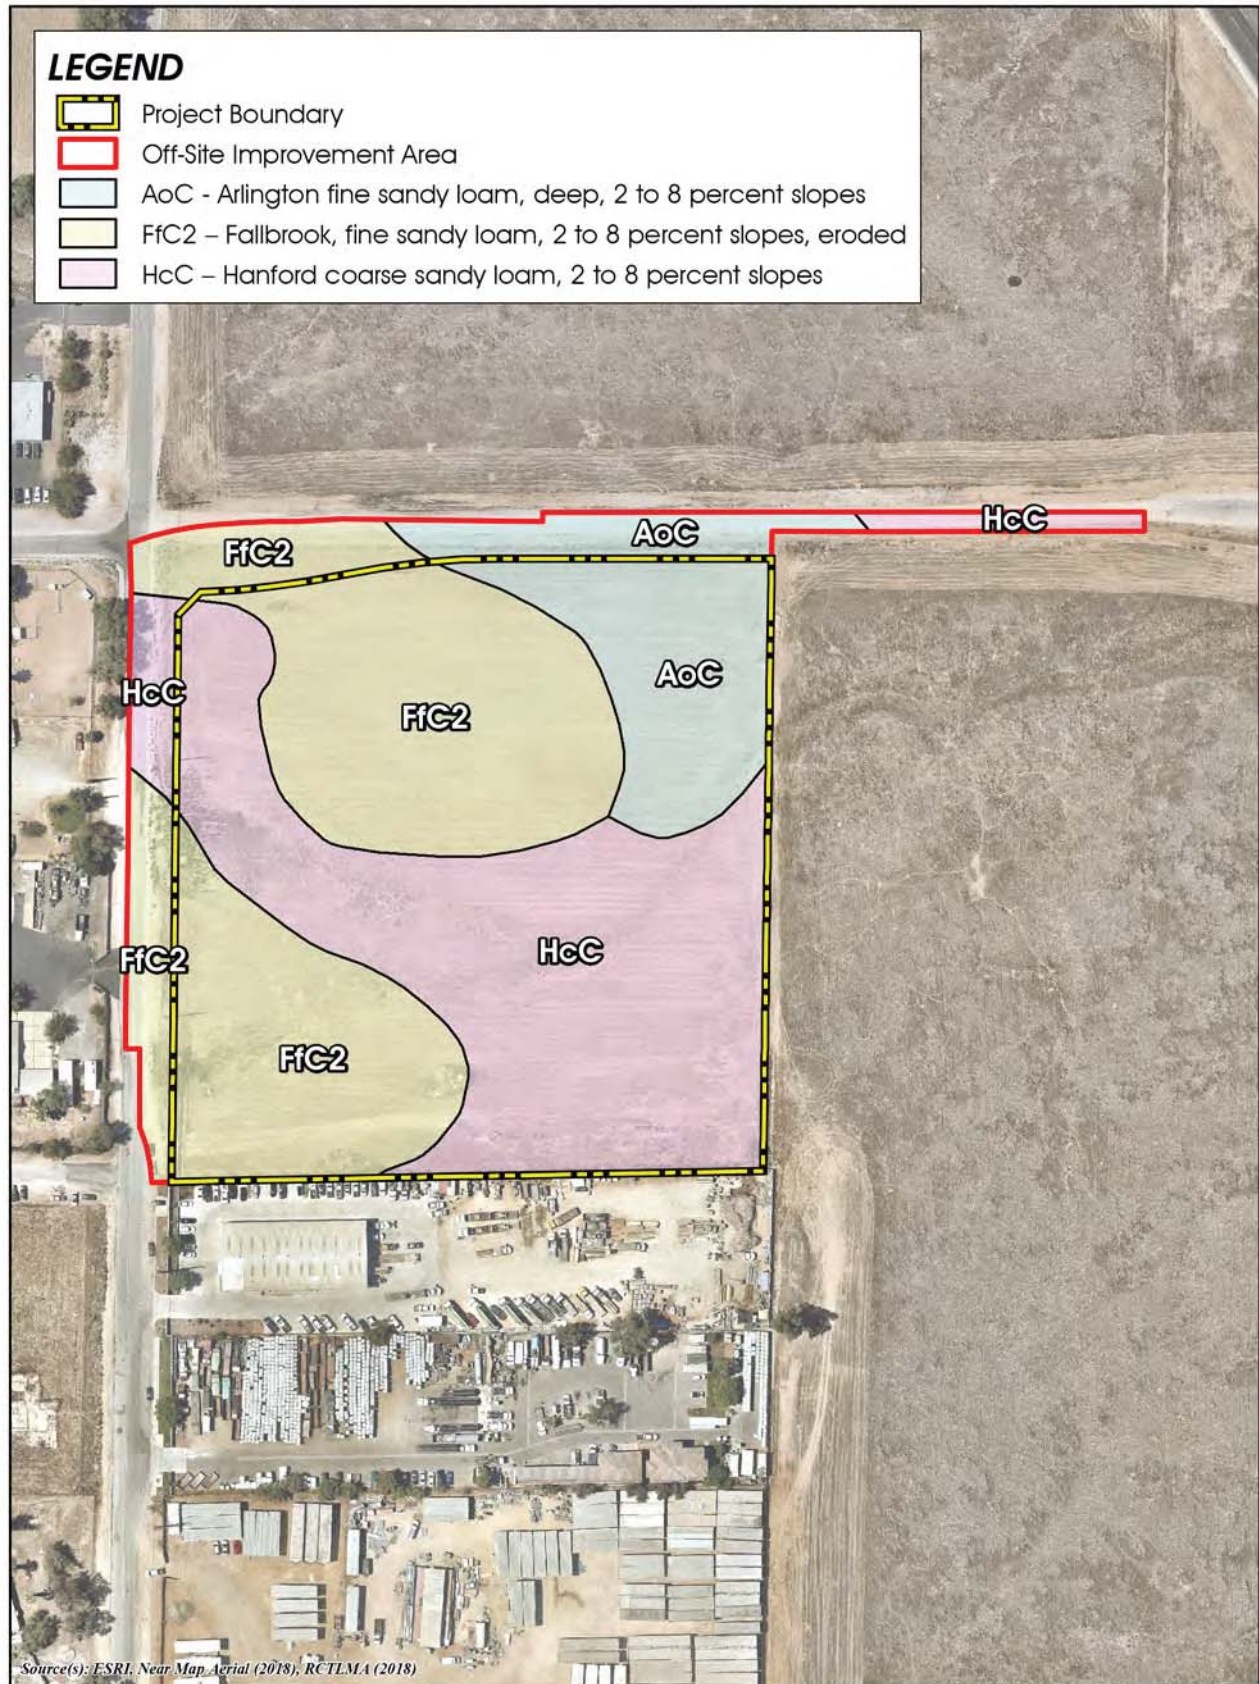 LEGEND
Project Boundary
Off-Site Improvement Area
AoC - Arlington fine sandy loam, deep, 2 to 8 percent slopes
FfC2 – Fallbrook, fine sandy loam, 2 to 8 percent slopes, eroded
HcC – Hanford coarse sandy loam, 2 to 8 percent slopes
HcC
AoC
FfC2
AoC
HcC
FfC2
HcC
FfC2
FfC2
Source(s): ESRI, Near Map Aerial (2018), RCTLMA (2018)